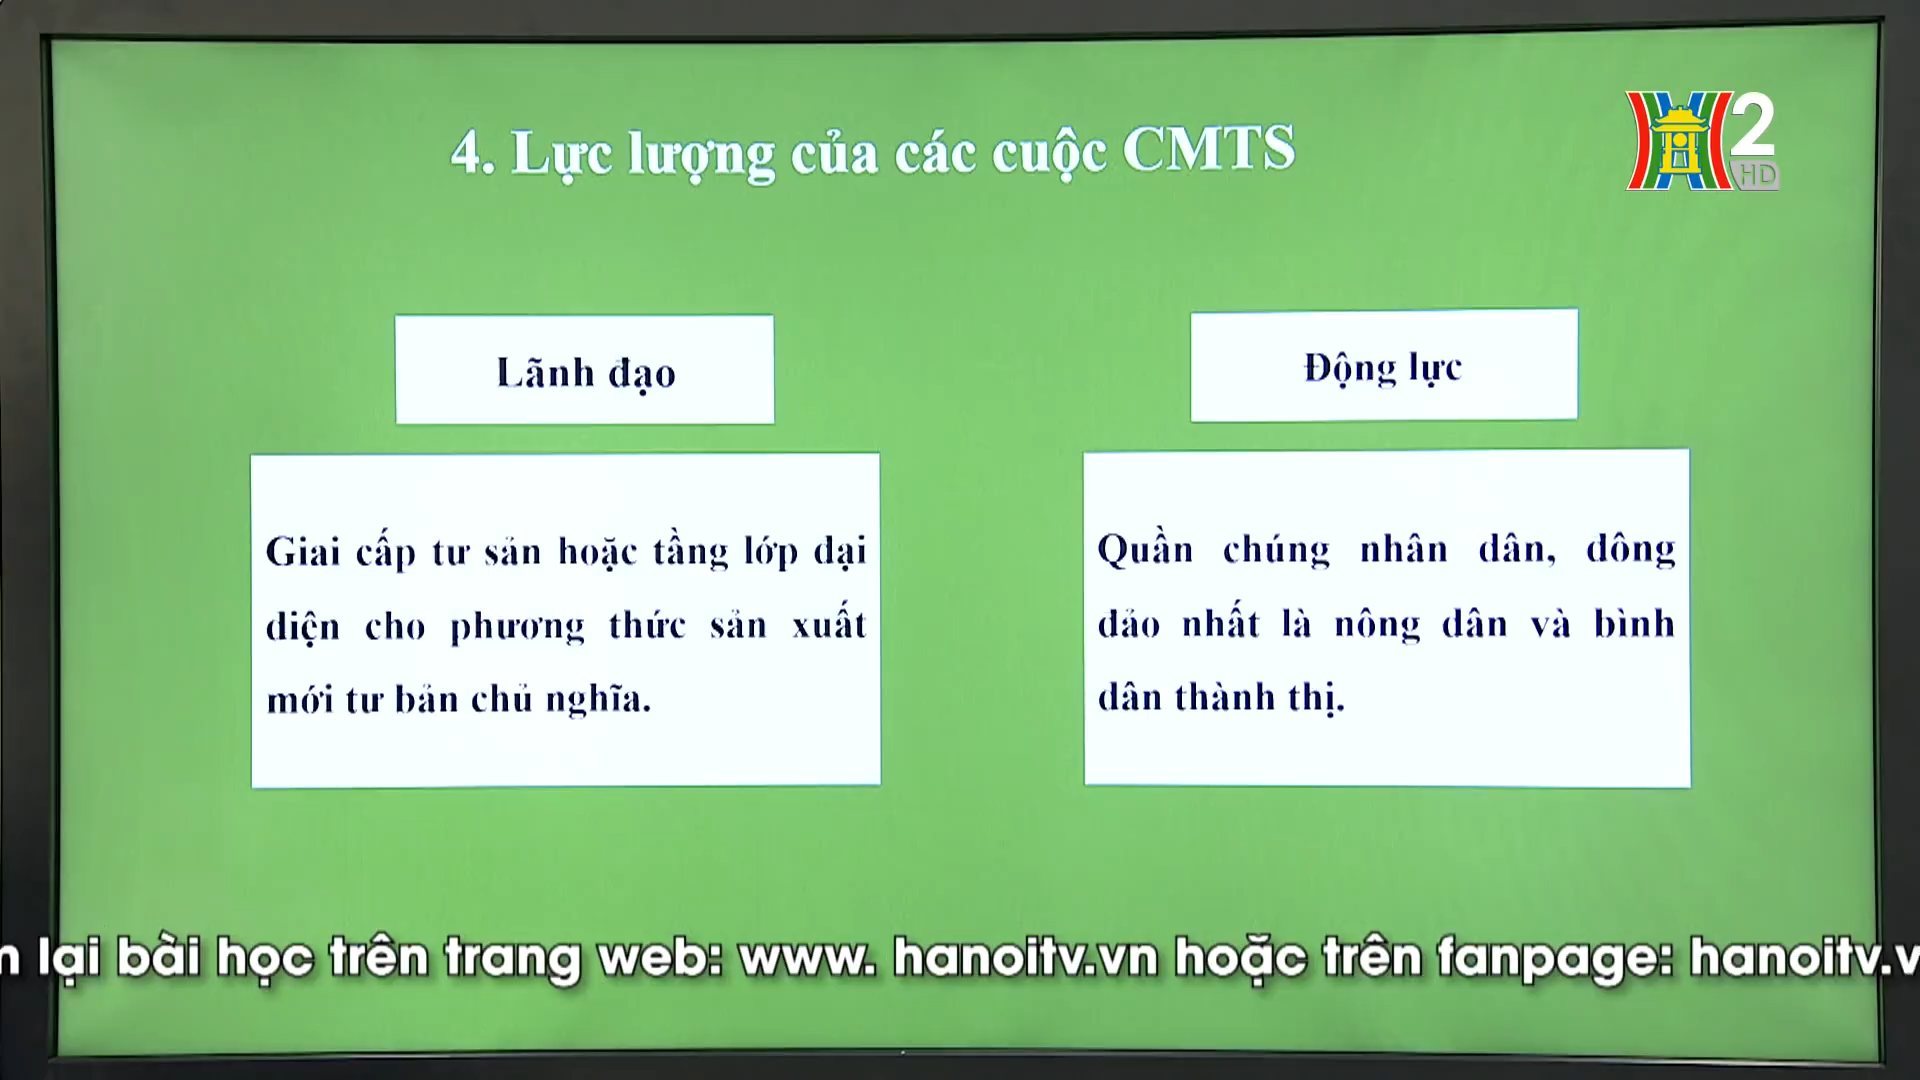 4. Lực lượng của các cuộc CMTS
2
HD
Lãnh đạo
Động lực
Giai cấp tư sản hoặc tầng lớp đại
diện cho phương thức sản xuất
mới tư bản chủ nghĩa.
Quần chúng nhân dân, đông
đảo nhất là nông dân và bình
dân thành thị.
lại bài học trên trang web: www. hanoitv.vn hoặc trên fanpage: hanoitv.v